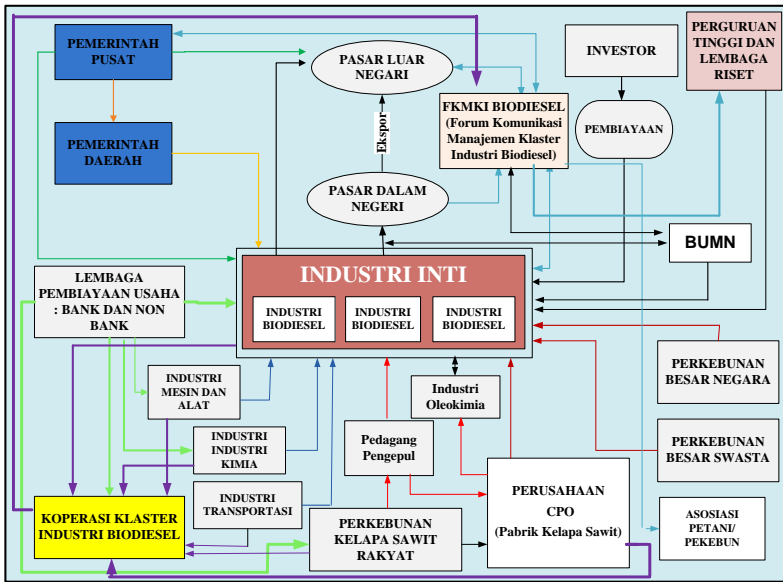 PEMERINTAH
PUSAT
PASAR LUAR
NEGARI
INVESTOR
PERGURUAN
TINGGI DAN
LEMBAGA
RISET
FKMKI BIODIESEL
(Forum Komunikasi
Manajemen Klaster
Industri Biodiesel)
PEMBIAYAAN
PEMERINTAH
DAERAH
Ekspor
PASAR DALAM
NEGERI
BUMN
LEMBAGA
PEMBIAYAAN USAHA
: BANK DAN NON
BANK
INDUSTRI INTI
INDUSTRI
BIODIESEL
INDUSTRI
BIODIESEL
INDUSTRI
BIODIESEL
INDUSTRI
MESIN DAN
ALAT
Industri
Oleokimia
PERKEBUNAN
BESAR NEGARA
INDUSTRI
INDUSTRI
KIMIA
Pedagang
Pengepul
PERKEBUNAN
BESAR SWASTA
KOPERASI KLASTER
INDUSTRI BIODIESEL
INDUSTRI
TRANSPORTASI
PERKEBUNAN
KELAPA SAWIT
RAKYAT
PERUSAHAAN
CPO
(Pabrik Kelapa Sawit)
ASOSIASI
PETANI/
PEKEBUN